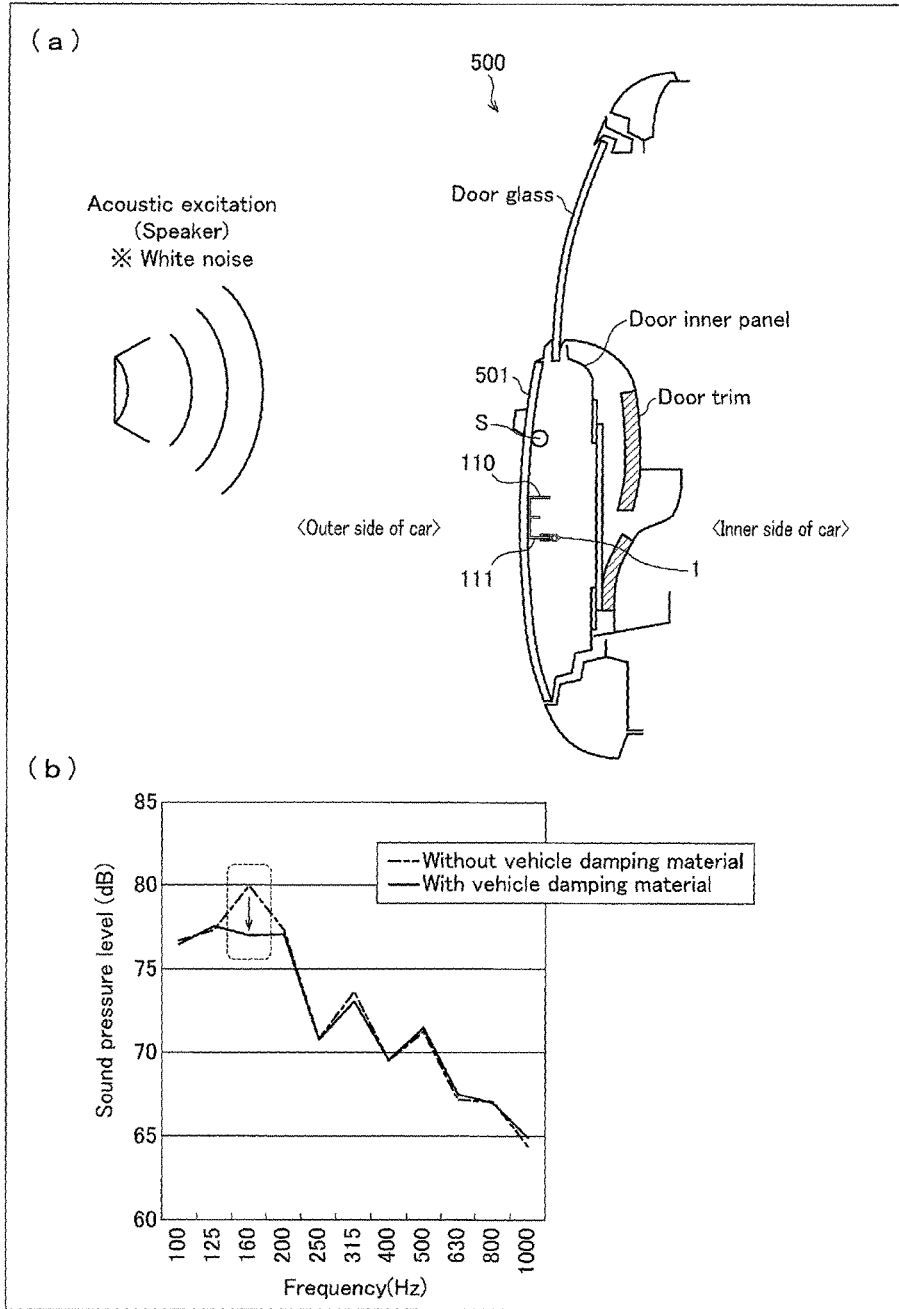 (a)
500
Door glass
Acoustic excitation
(Speaker)
※ White noise
Door inner panel
501
Door trim
S
110
<Outer side of car>
<Inner side of car>
111
1
(b)
85
80
75
70
65
60
Sound pressure level (dB)
Without vehicle damping material
With vehicle damping material
100
125
160
200
250
315
400
500
630
800
1000
Frequency(Hz)